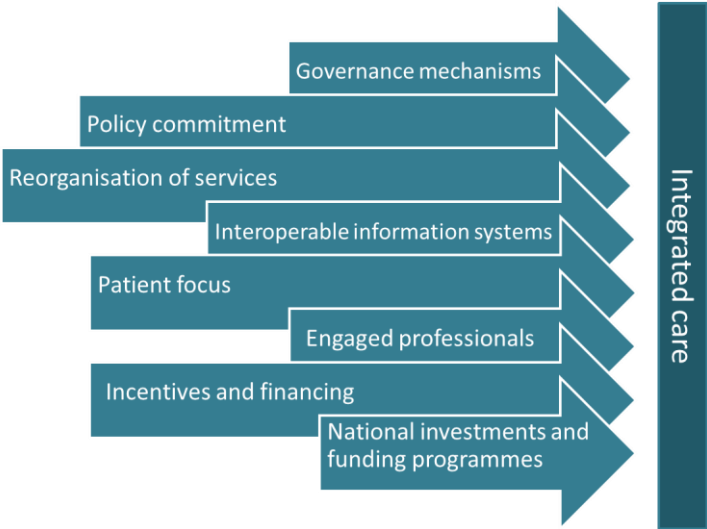 Governance mechanisms
Policy commitment
Reorganisation of services
Interoperable information systems
Patient focus
Engaged professionals
Incentives and financing
National investments and
funding programmes
Integrated care